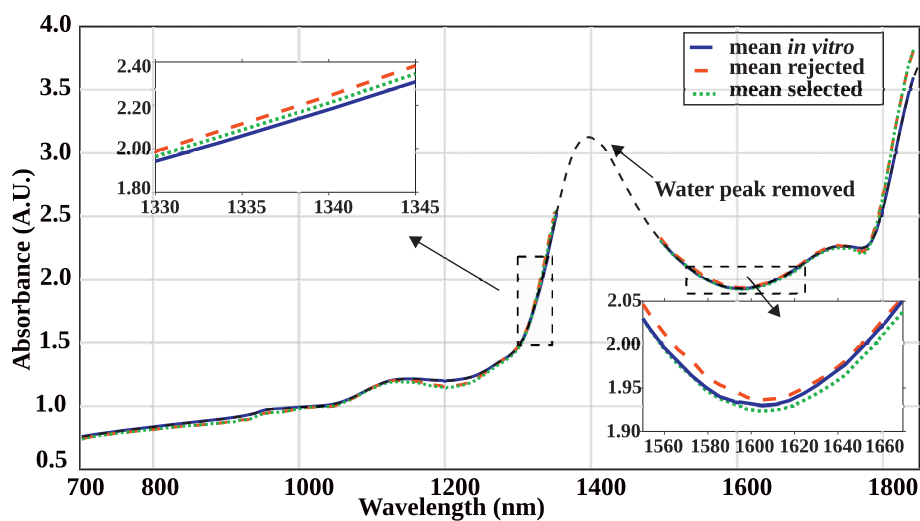 4.0
3.5
3.0
2.5
2.0
1.5
1.0
0.5
Absorbance (A.U.)
700 800 1000 1200 1400 1600 1800
Wavelength (nm)
mean in vitro
mean rejected
mean selected
Water peak removed
2.40
2.20
2.00
1.80
1330 1335 1340 1345
2.05
2.00
1.95
1.90
1560 1580 1600 1620 1640 1660